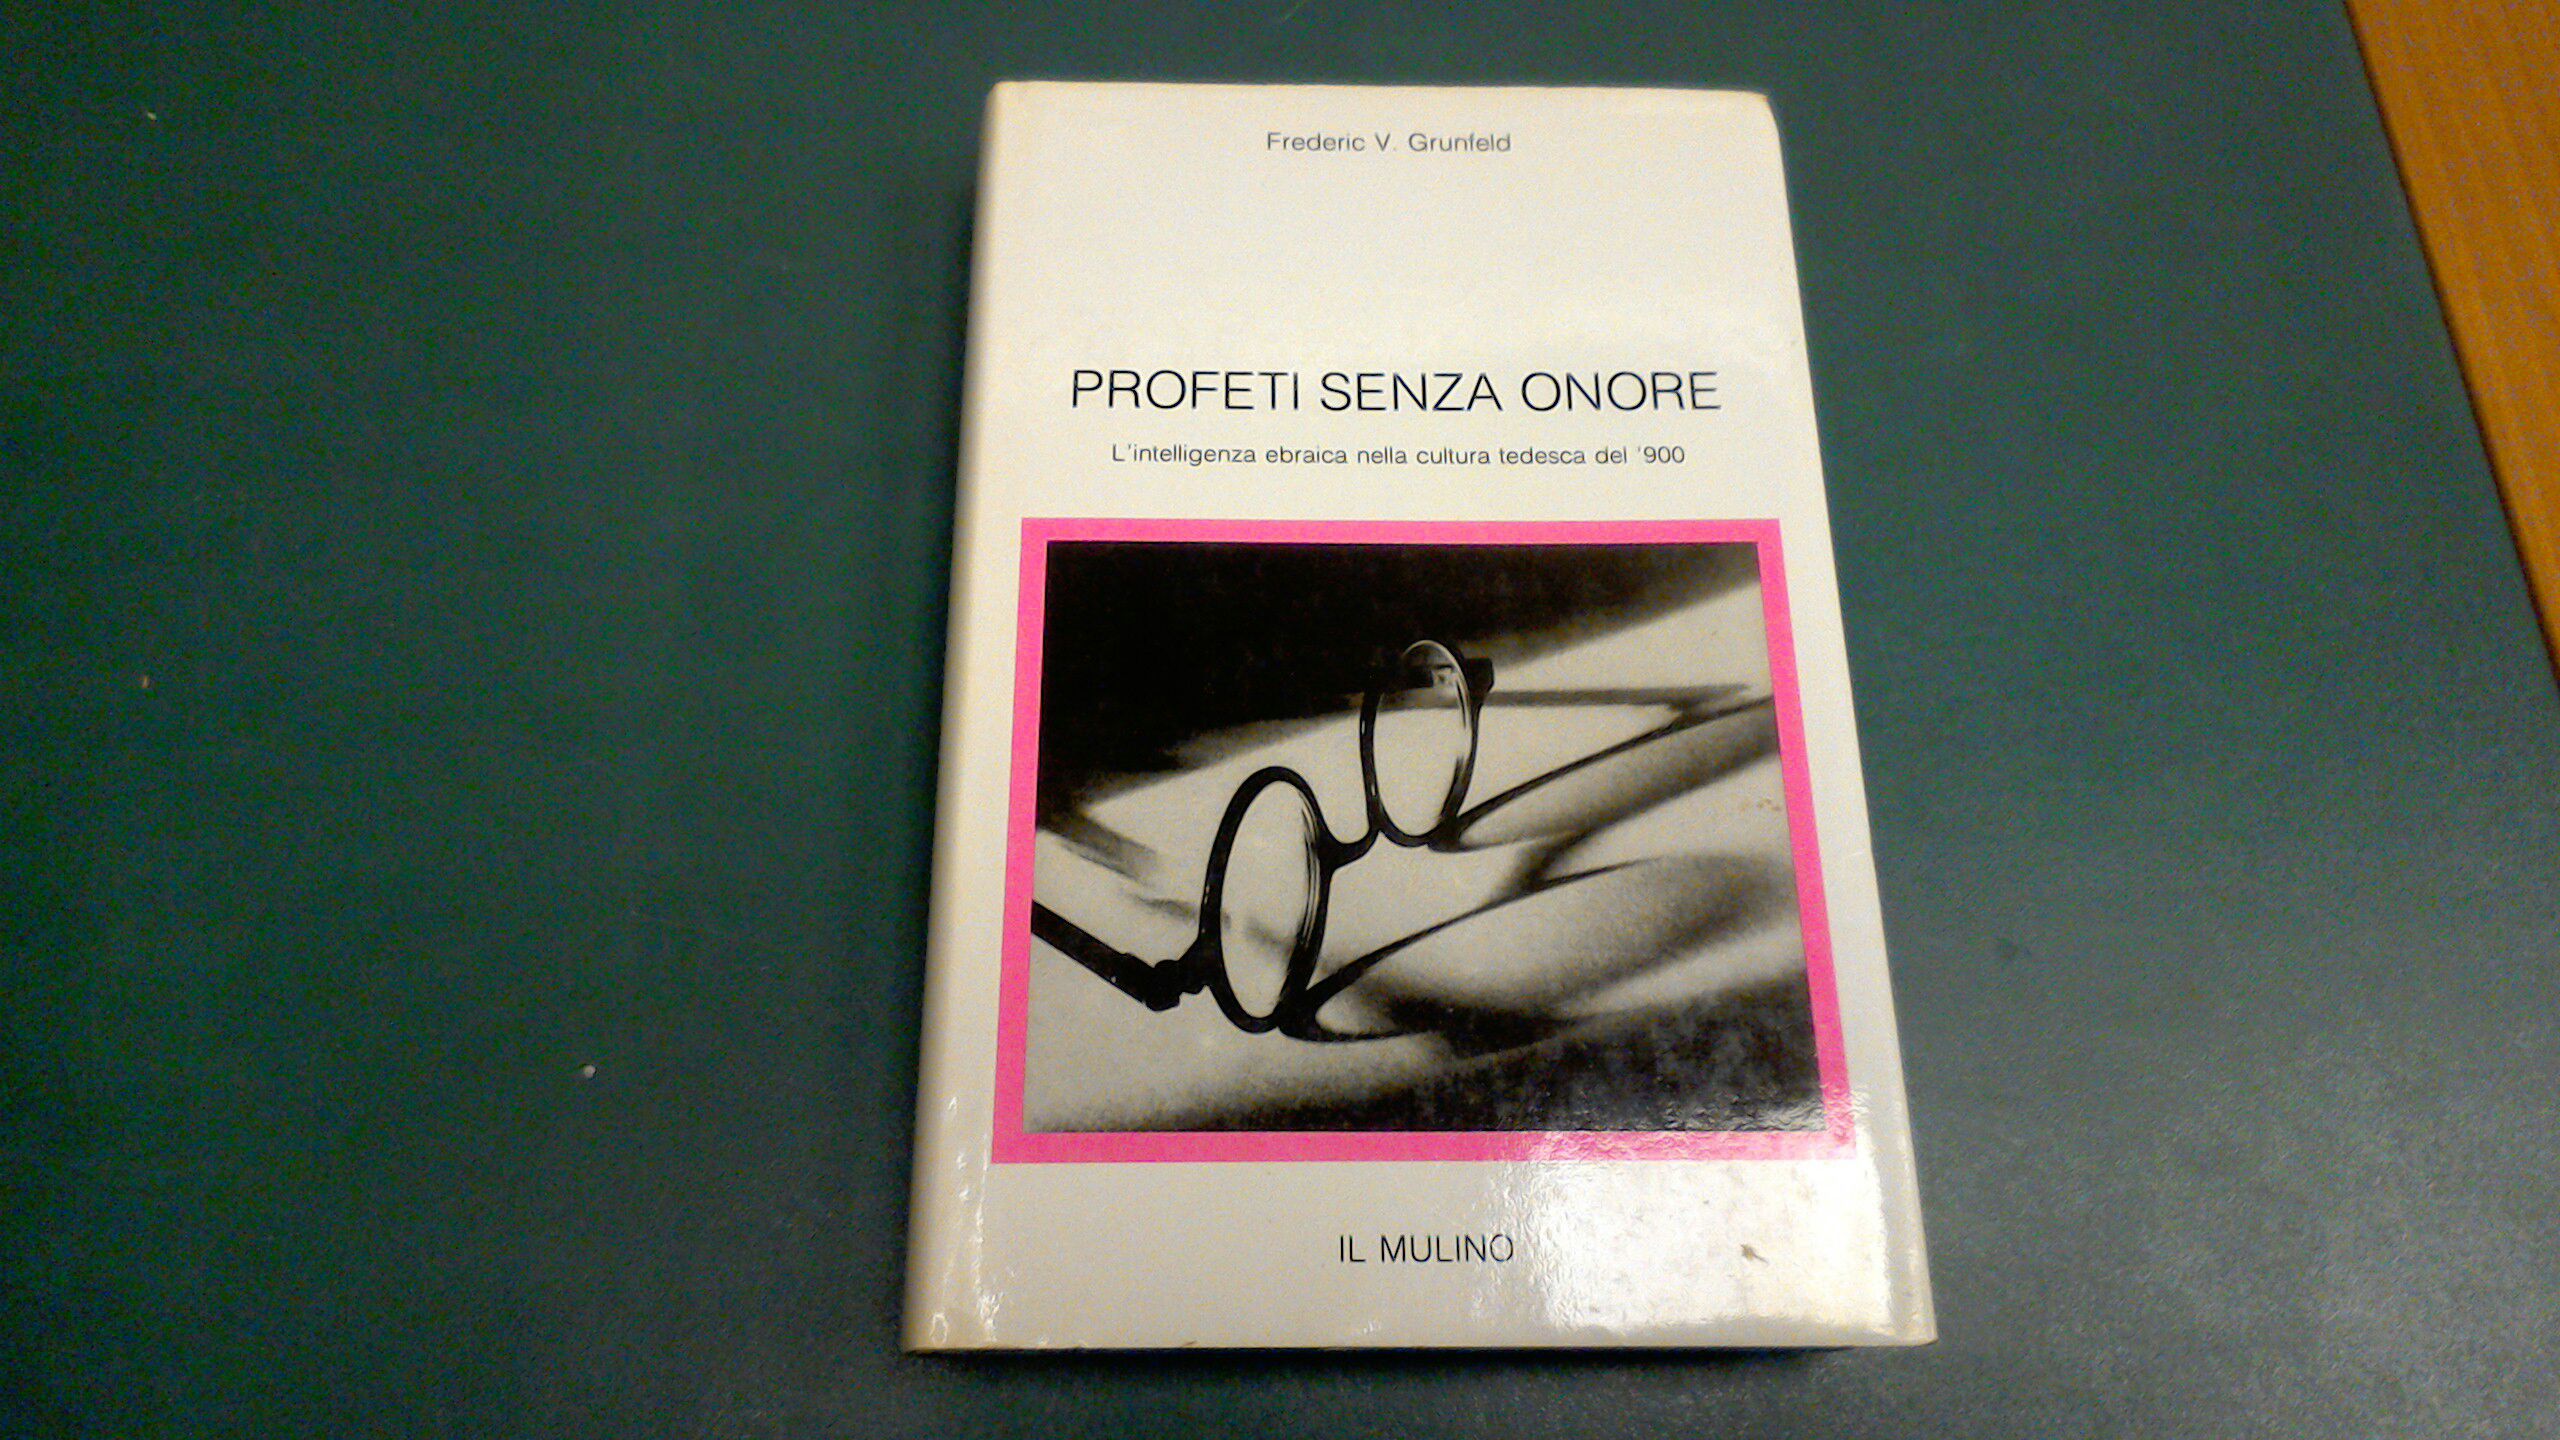 Frederic V. Grunfeld
PROFETI SENZA ONORE
L'intelligenza ebraica nella cultura tedesca del '900
IL MULINO